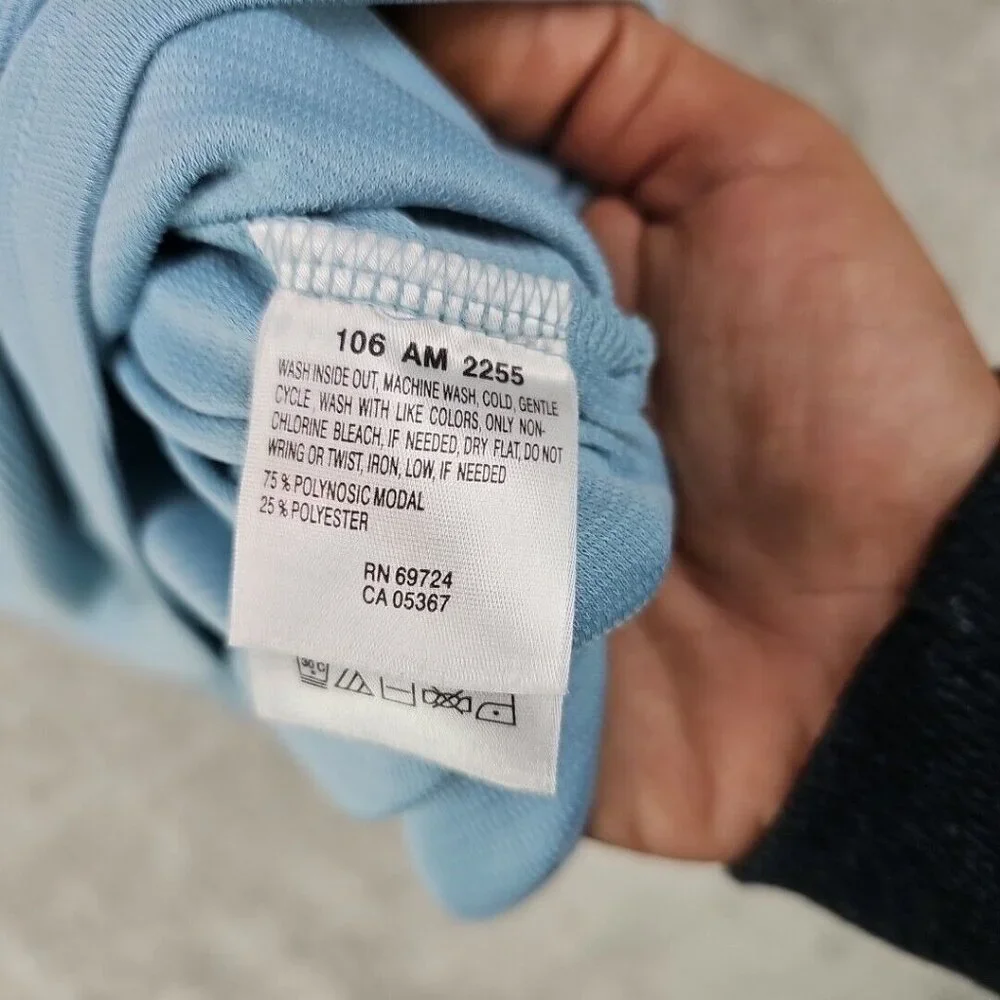 106 AM 2255
WASH INSIDE OUT, MACHINE WASH, COLD, GENTLE
CYCLE, WASH WITH LIKE COLORS, ONLY NON-
CHLORINE BLEACH, IF NEEDED, DRY FLAT, DO NOT
WRING OR TWIST, IRON, LOW, IF NEEDED
75 % POLYNOSIC MODAL
25 % POLYESTER
RN 69724
CA 05367
30 C